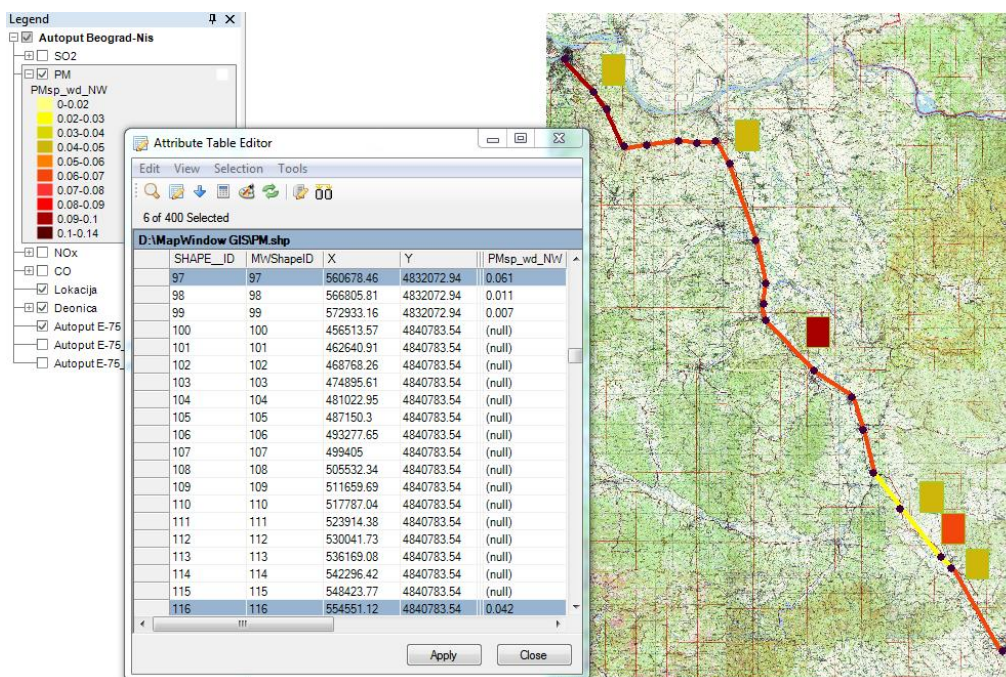 Legend
Autoput Beograd-Nis
SO2
PM
PMsp_wd_NW
0-0.02
0.02-0.03
0.03-0.04
0.04-0.05
0.05-0.06
0.06-0.07
0.07-0.08
0.08-0.09
0.09-0.1
0.1-0.14
NOx
CO
Lokacija
Deonica
Autoput E-75
Autoput E-75_
Autoput E-75_
Attribute Table Editor
Edit View Selection Tools
6 of 400 Selected
D:\MapWindow GIS\PM.shp
SHAPE__ID MWShapeID X Y PMsp_wd_NW
97 97 560678.46 4832072.94 0.061
98 98 566805.81 4832072.94 0.011
99 99 572933.16 4832072.94 0.007
100 100 456513.57 4840783.54 (null)
101 101 462640.91 4840783.54 (null)
102 102 468768.26 4840783.54 (null)
103 103 474895.61 4840783.54 (null)
104 104 481022.95 4840783.54 (null)
105 105 487150.3 4840783.54 (null)
106 106 493277.65 4840783.54 (null)
107 107 499405 4840783.54 (null)
108 108 505532.34 4840783.54 (null)
109 109 511659.69 4840783.54 (null)
110 110 517787.04 4840783.54 (null)
111 111 523914.38 4840783.54 (null)
112 112 530041.73 4840783.54 (null)
113 113 536169.08 4840783.54 (null)
114 114 542296.42 4840783.54 (null)
115 115 548423.77 4840783.54 (null)
116 116 554551.12 4840783.54 0.042
Apply Close